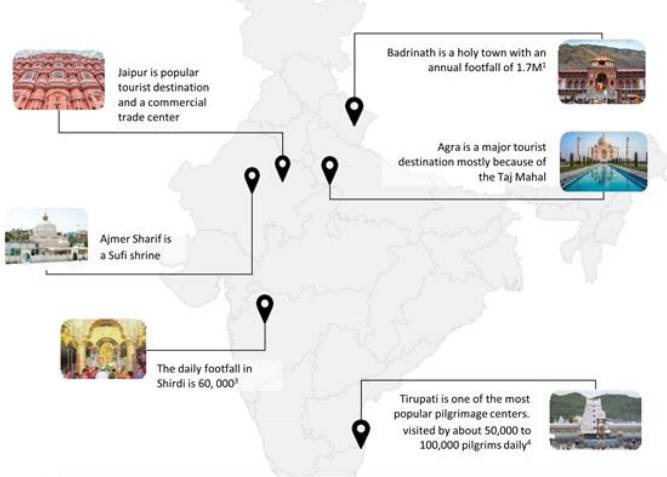 Badrinath is a holy town with an
annual footfall of 1.7M¹
Jaipur is popular
tourist destination
and a commercial
trade center
Agra is a major tourist
destination mostly because of
the Taj Mahal
Ajmer Sharif is
a Sufi shrine
The daily footfall in
Shirdi is 60, 000³
Tirupati is one of the most
popular pilgrimage centers.
visited by about 50,000 to
100,000 pilgrims daily⁴